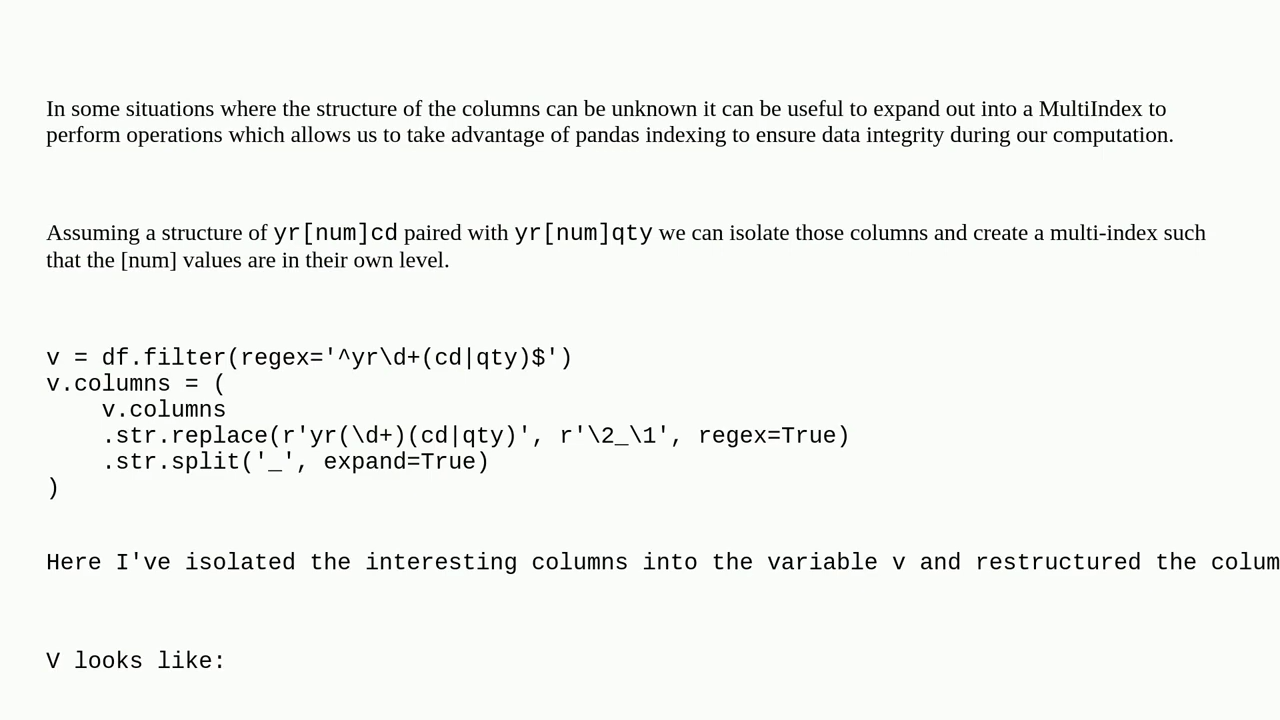 In some situations where the structure of the columns can be unknown it can be useful to expand out into a MultiIndex to
perform operations which allows us to take advantage of pandas indexing to ensure data integrity during our computation.
Assuming a structure of yr[num]cd paired with yr[num]qty we can isolate those columns and create a multi-index such
that the [num] values are in their own level.
v = df.filter(regex='^yr\d+(cd|qty)$')
v.columns = (
    v.columns
    .str.replace(r'yr(\d+)(cd|qty)', r'\2_\1', regex=True)
    .str.split('_', expand=True)
)
Here I've isolated the interesting columns into the variable v and restructured the colum
V looks like: